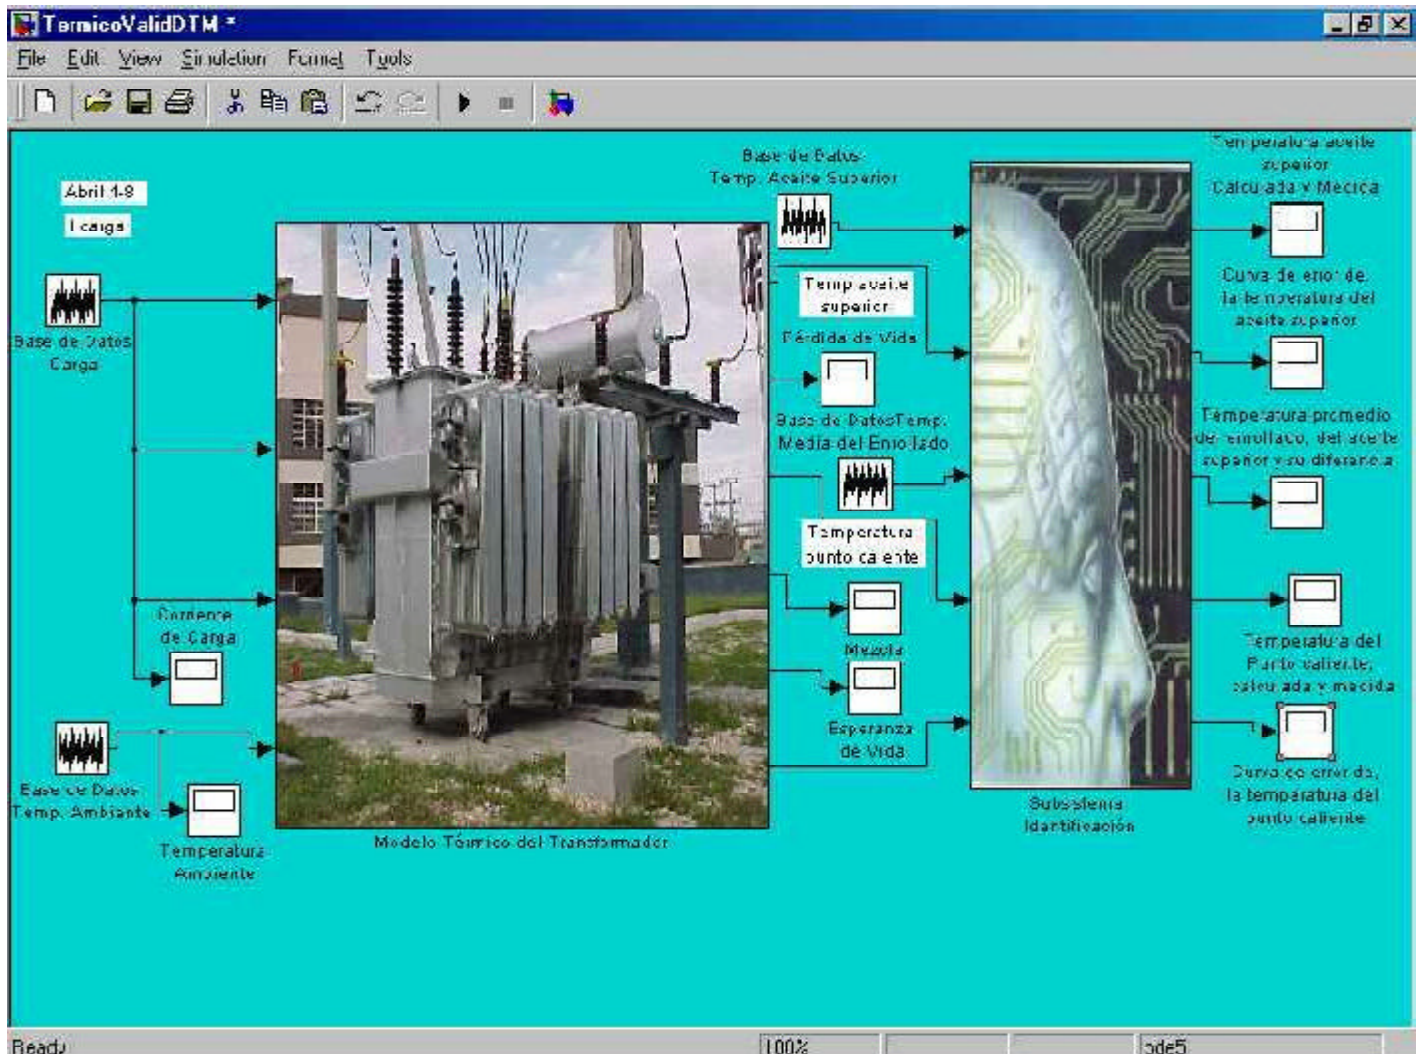 TermicoValidDTM *
File Edit View Simulation Format Tools
Abril 4-8
I carga
Base de Datos
Carga
Corriente
de Carga
Base de Datos
Temp. Ambiente
Temperatura
Ambiente
Modelo Térmico del Transformador
Base de Datos
Temp. Aceite Superior
Temp aceite
superior
Pérdida de Vida
Base de DatosTemp.
Media del Enrollado
Temperatura
punto caliente
Mezcla
Esperanza
de Vida
Subsistema
Identificación
Temperatura aceite
superior
Calculada y Medida
Curva de error de
la temperatura del
aceite superior
Temperatura promedio
del enrollado, del aceite
superior y su diferencia
Temperatura del
Punto caliente,
calculada y medida
Curva de error de
la temperatura del
punto caliente
Ready
100%
ode5